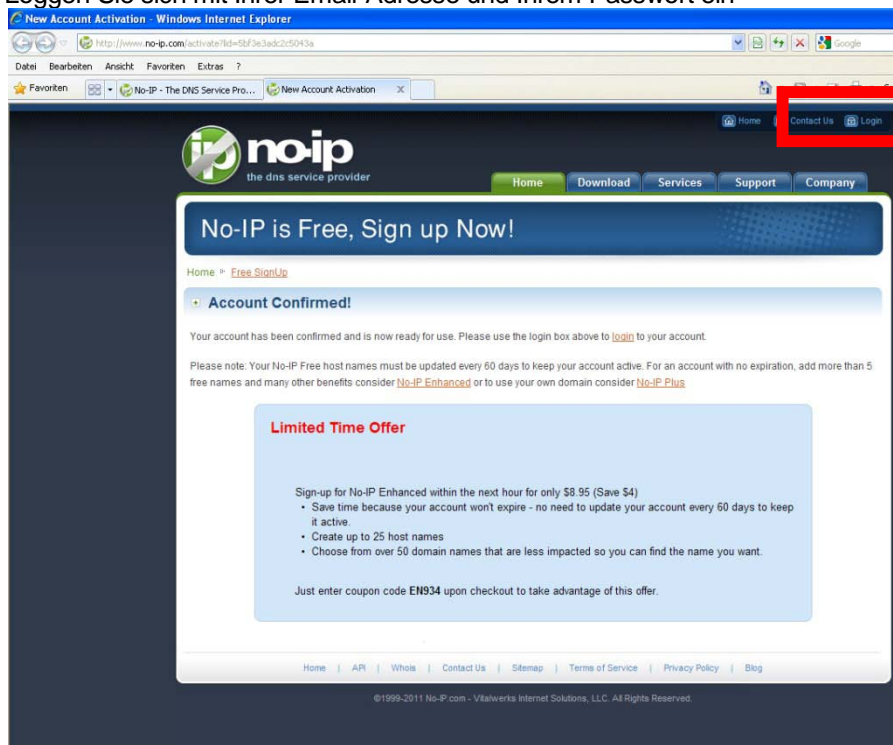 Loggen Sie sich mit Ihrer Email-Adresse und Ihrem Passwort ein
New Account Activation - Windows Internet Explorer
http://www.no-ip.com/activate?lid=5bf3e3adc2c5043a
Google
Datei Bearbeiten Ansicht Favoriten Extras ?
Favoriten No-IP - The DNS Service Pro... New Account Activation X
Home Contact Us Login
no-ip
the dns service provider
Home Download Services Support Company
No-IP is Free, Sign up Now!
Home Free SignUp
Account Confirmed!
Your account has been confirmed and is now ready for use. Please use the login box above to login to your account.
Please note: Your No-IP Free host names must be updated every 60 days to keep your account active. For an account with no expiration, add more than 5
free names and many other benefits consider No-IP Enhanced or to use your own domain consider No-IP Plus
Limited Time Offer
Sign-up for No-IP Enhanced within the next hour for only $8.95 (Save $4)
• Save time because your account won't expire - no need to update your account every 60 days to keep
it active.
• Create up to 25 host names
• Choose from over 50 domain names that are less impacted so you can find the name you want.
Just enter coupon code EN934 upon checkout to take advantage of this offer.
Home | API | Whois | Contact Us | Sitemap | Terms of Service | Privacy Policy | Blog
©1999-2011 No-IP.com - Vitalwerks Internet Solutions, LLC. All Rights Reserved.